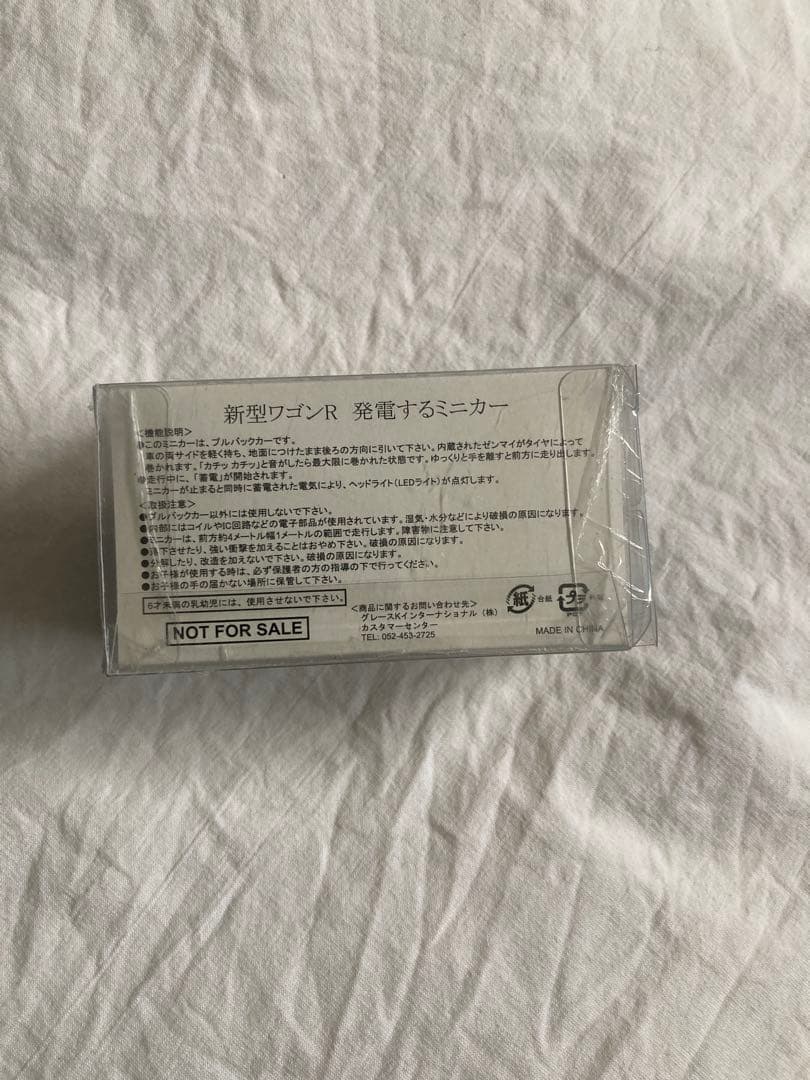 新型ワゴンR 発電するミニカー
<機能説明>
●このミニカーは、プルバックカーです。
車の両サイドを軽く持ち、地面につけたまま後ろの方向に引いて下さい。内蔵されたゼンマイがタイヤによって
巻かれます。「カチッ カチッ」と音がしたら最大限に巻かれた状態です。ゆっくりと手を離すと前方に走り出します。
●走行中に、「蓄電」が開始されます。
ミニカーが止まると同時に蓄電された電気により、ヘッドライト(LEDライト)が点灯します。
<取扱注意>
●プルバックカー以外には使用しないで下さい。
●内部にはコイルやIC回路などの電子部品が使用されています。湿気・水分などにより破損の原因になります。
●ミニカーは、前方約4メートル幅1メートルの範囲で走行します。障害物に注意して下さい。
●落下させたり、強い衝撃を加えることはおやめ下さい。破損の原因になります。
●分解したり、改造を加えないで下さい。破損の原因になります。
●お子様が使用する時は、必ず保護者の方の指導の下で行ってください。
●お子様の手の届かない場所に保管して下さい。
6才未満の乳幼児には、使用させないで下さい。
NOT FOR SALE
<商品に関するお問い合わせ先>
グレースKインターナショナル(株)
カスタマーセンター
TEL: 052-453-2725
紙 台紙
プラ
MADE IN CHINA